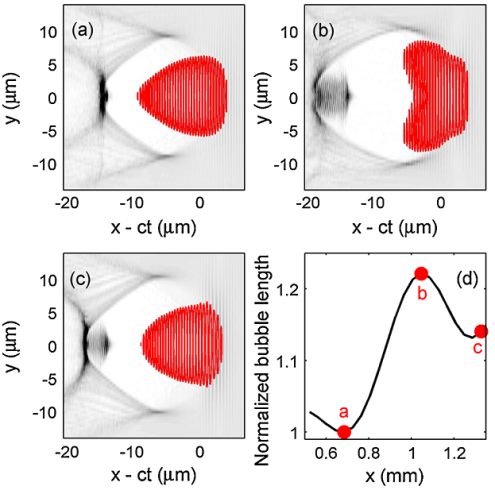 (a)
y (μm)
10
5
0
-5
-10
-20
-10
0
x - ct (μm)
(b)
y (μm)
10
5
0
-5
-10
-20
-10
0
x - ct (μm)
(c)
y (μm)
10
5
0
-5
-10
-20
-10
0
x - ct (μm)
(d)
Normalized bubble length
1.2
1.1
1
a
b
c
0.6
0.8
1
1.2
x (mm)